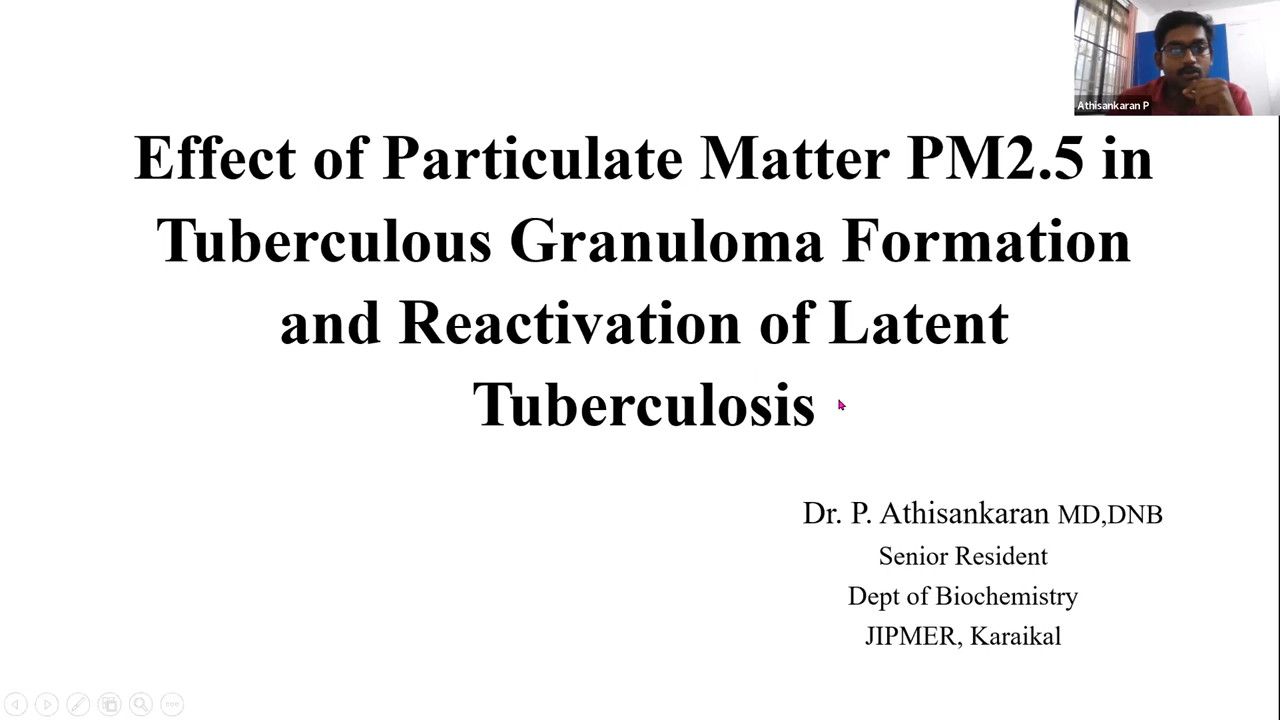 Athisankaran P
Effect of Particulate Matter PM2.5 in
Tuberculous Granuloma Formation
and Reactivation of Latent
Tuberculosis
Dr. P. Athisankaran MD,DNB
Senior Resident
Dept of Biochemistry
JIPMER, Karaikal